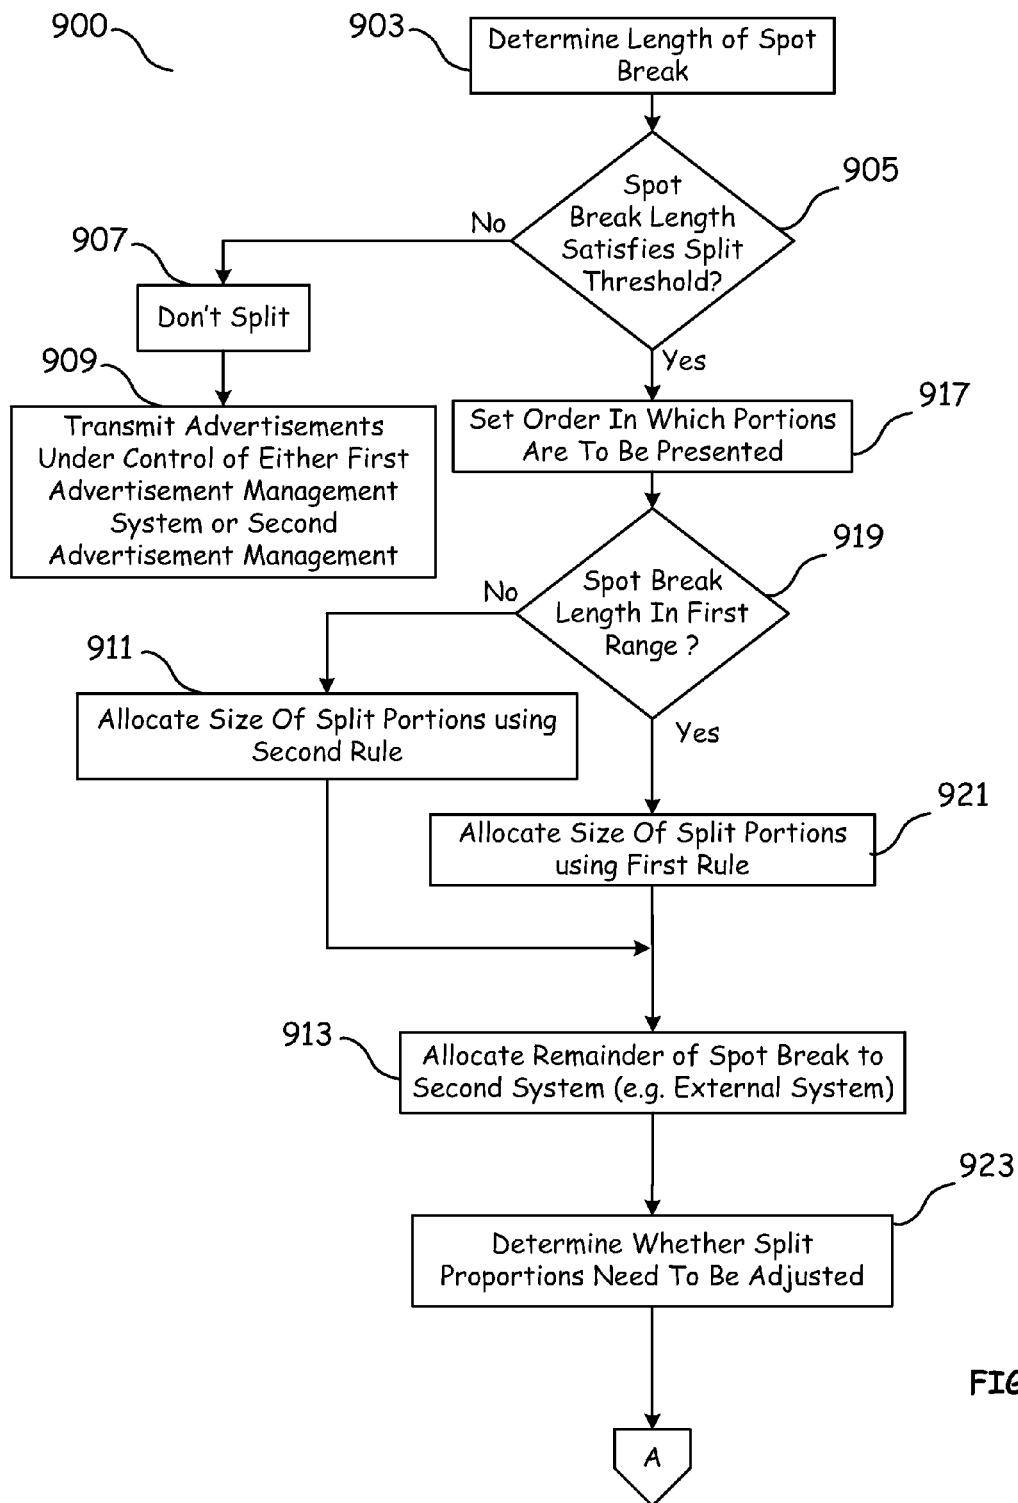 900
903
Determine Length of Spot
Break
905
Spot
Break Length
Satisfies Split
Threshold?
No
907
Don't Split
909
Transmit Advertisements
Under Control of Either First
Advertisement Management
System or Second
Advertisement Management
Yes
917
Set Order In Which Portions
Are To Be Presented
919
Spot Break
Length In First
Range ?
No
911
Allocate Size Of Split Portions using
Second Rule
Yes
921
Allocate Size Of Split Portions
using First Rule
913
Allocate Remainder of Spot Break to
Second System (e.g. External System)
923
Determine Whether Split
Proportions Need To Be Adjusted
FIG
A